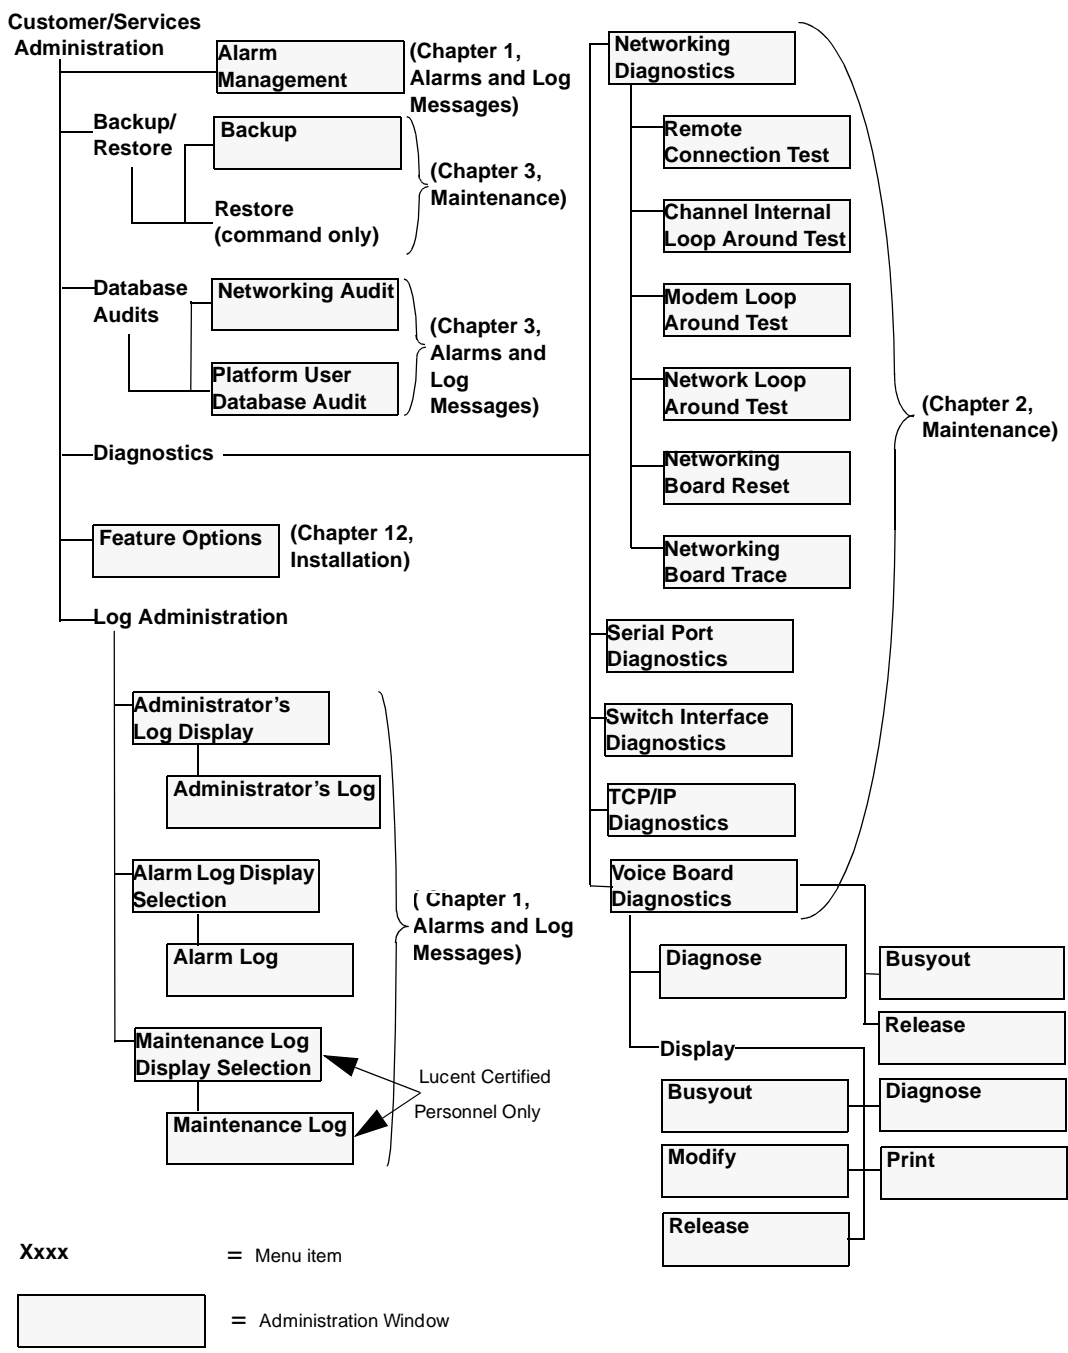 Customer/Services
Administration
Alarm
Management
(Chapter 1,
Alarms and Log
Messages)
Backup/
Restore
Backup
Restore
(command only)
(Chapter 3,
Maintenance)
Database
Audits
Networking Audit
Platform User
Database Audit
(Chapter 3,
Alarms and
Log
Messages)
Diagnostics
Feature Options
(Chapter 12,
Installation)
Log Administration
Administrator’s
Log Display
Administrator’s Log
Alarm Log Display
Selection
Alarm Log
Maintenance Log
Display Selection
Maintenance Log
( Chapter 1,
Alarms and Log
Messages)
Lucent Certified
Personnel Only
Networking
Diagnostics
Remote
Connection Test
Channel Internal
Loop Around Test
Modem Loop
Around Test
Network Loop
Around Test
Networking
Board Reset
Networking
Board Trace
Serial Port
Diagnostics
Switch Interface
Diagnostics
TCP/IP
Diagnostics
Voice Board
Diagnostics
(Chapter 2,
Maintenance)
Diagnose
Busyout
Release
Display
Busyout
Diagnose
Modify
Print
Release
Xxxx = Menu item
= Administration Window